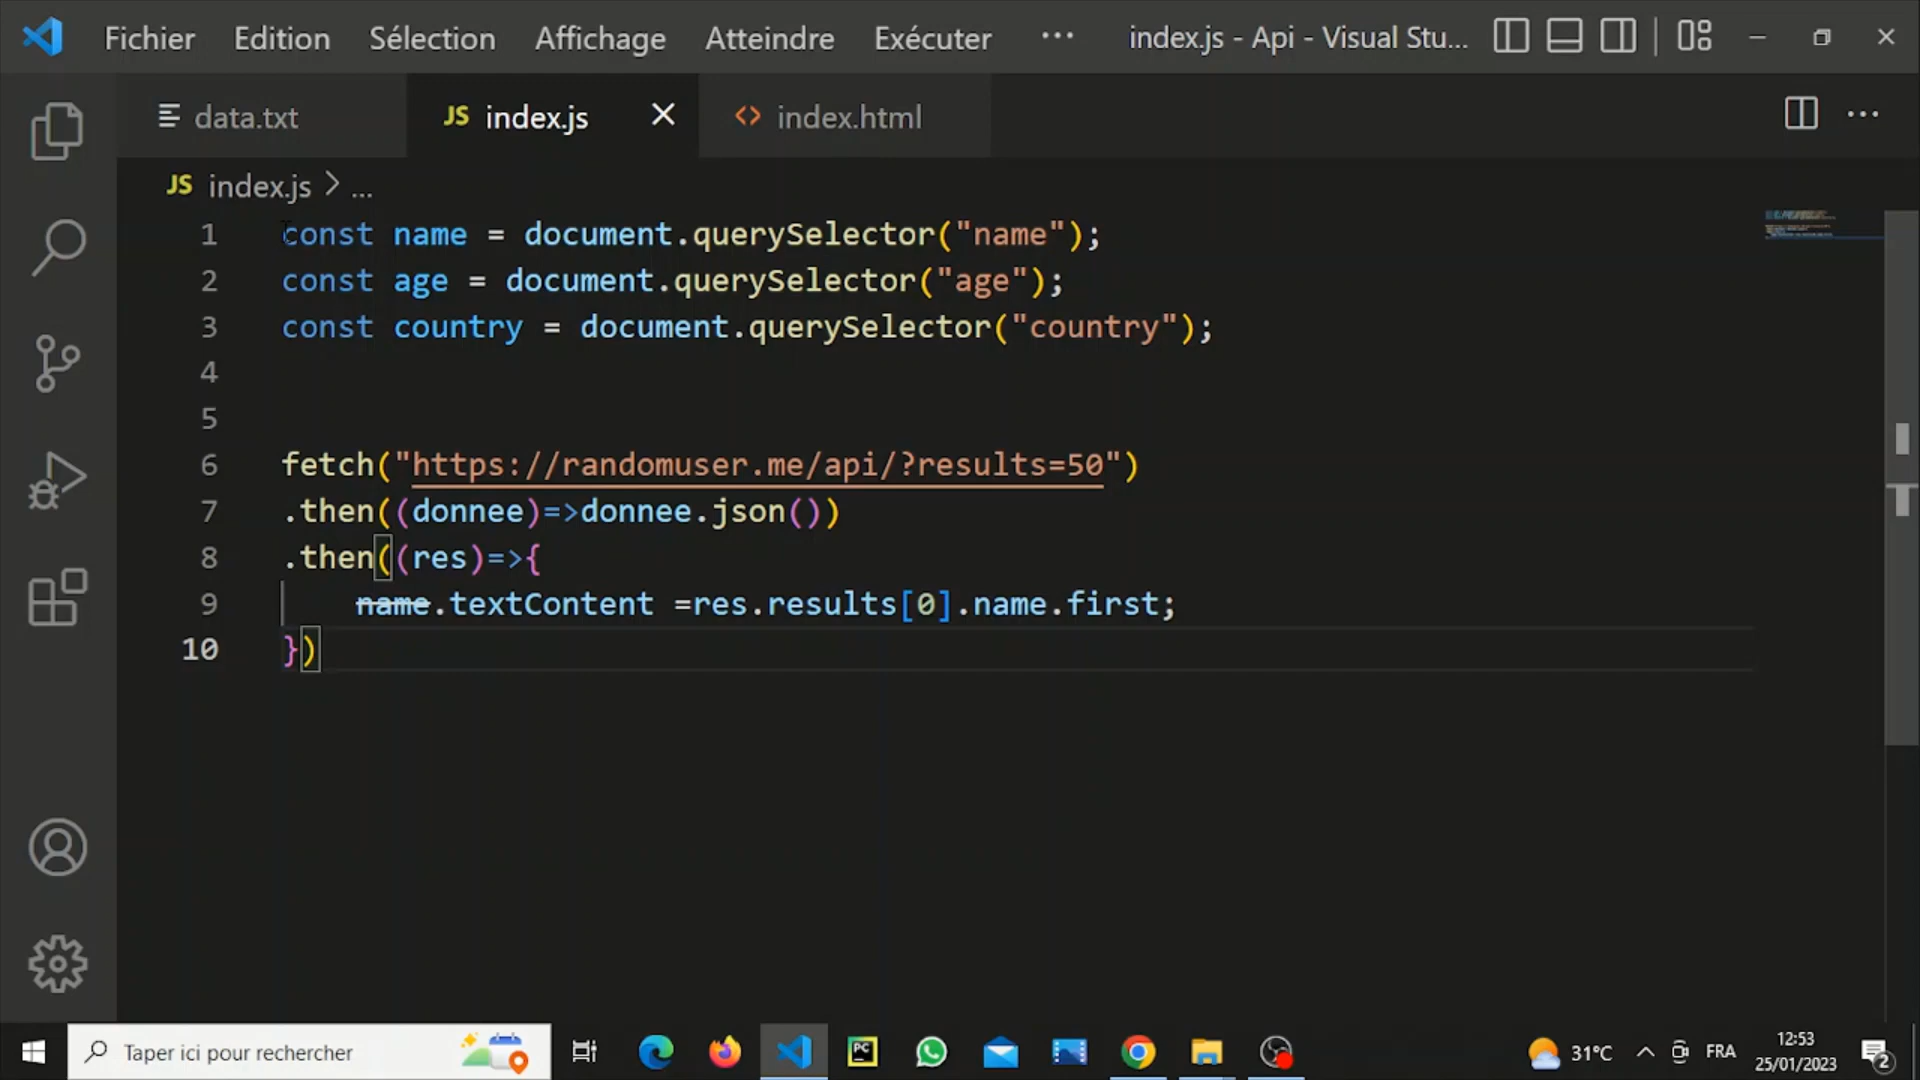 Fichier Edition Sélection Affichage Atteindre Exécuter ··· index.js - Api - Visual Stu...
data.txt JS index.js index.html ···
JS index.js > ...
1 const name = document.querySelector("name");
2 const age = document.querySelector("age");
3 const country = document.querySelector("country");
4
5
6 fetch("https://randomuser.me/api/?results=50")
7 .then((donnee)=>donnee.json())
8 .then((res)=>{
9 name.textContent =res.results[0].name.first;
10 })
Taper ici pour rechercher PC 31°C FRA 12:53
25/01/2023 2